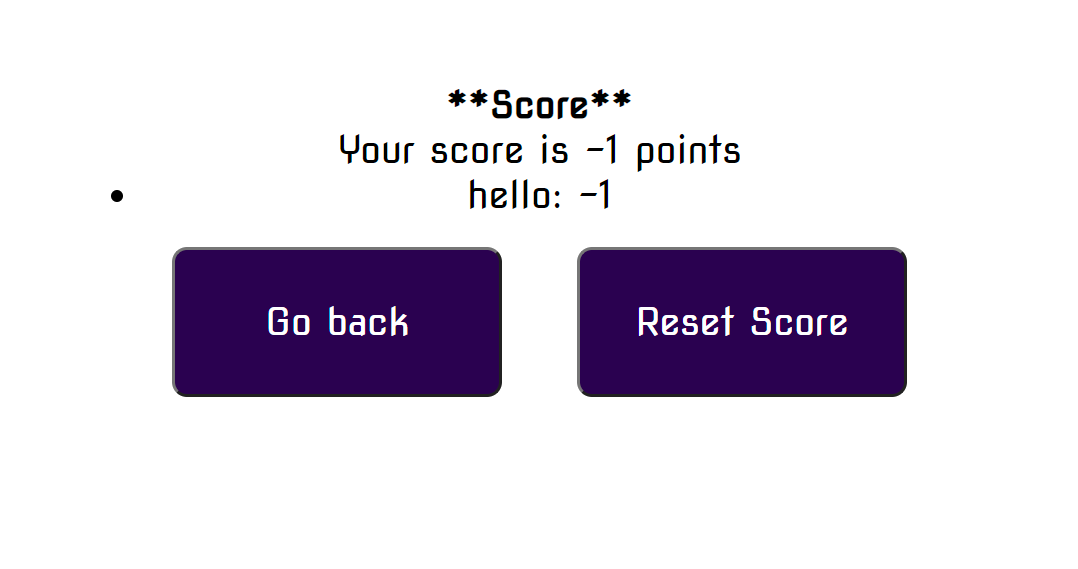 **Score**
Your score is -1 points
• hello: -1
Go back
Reset Score